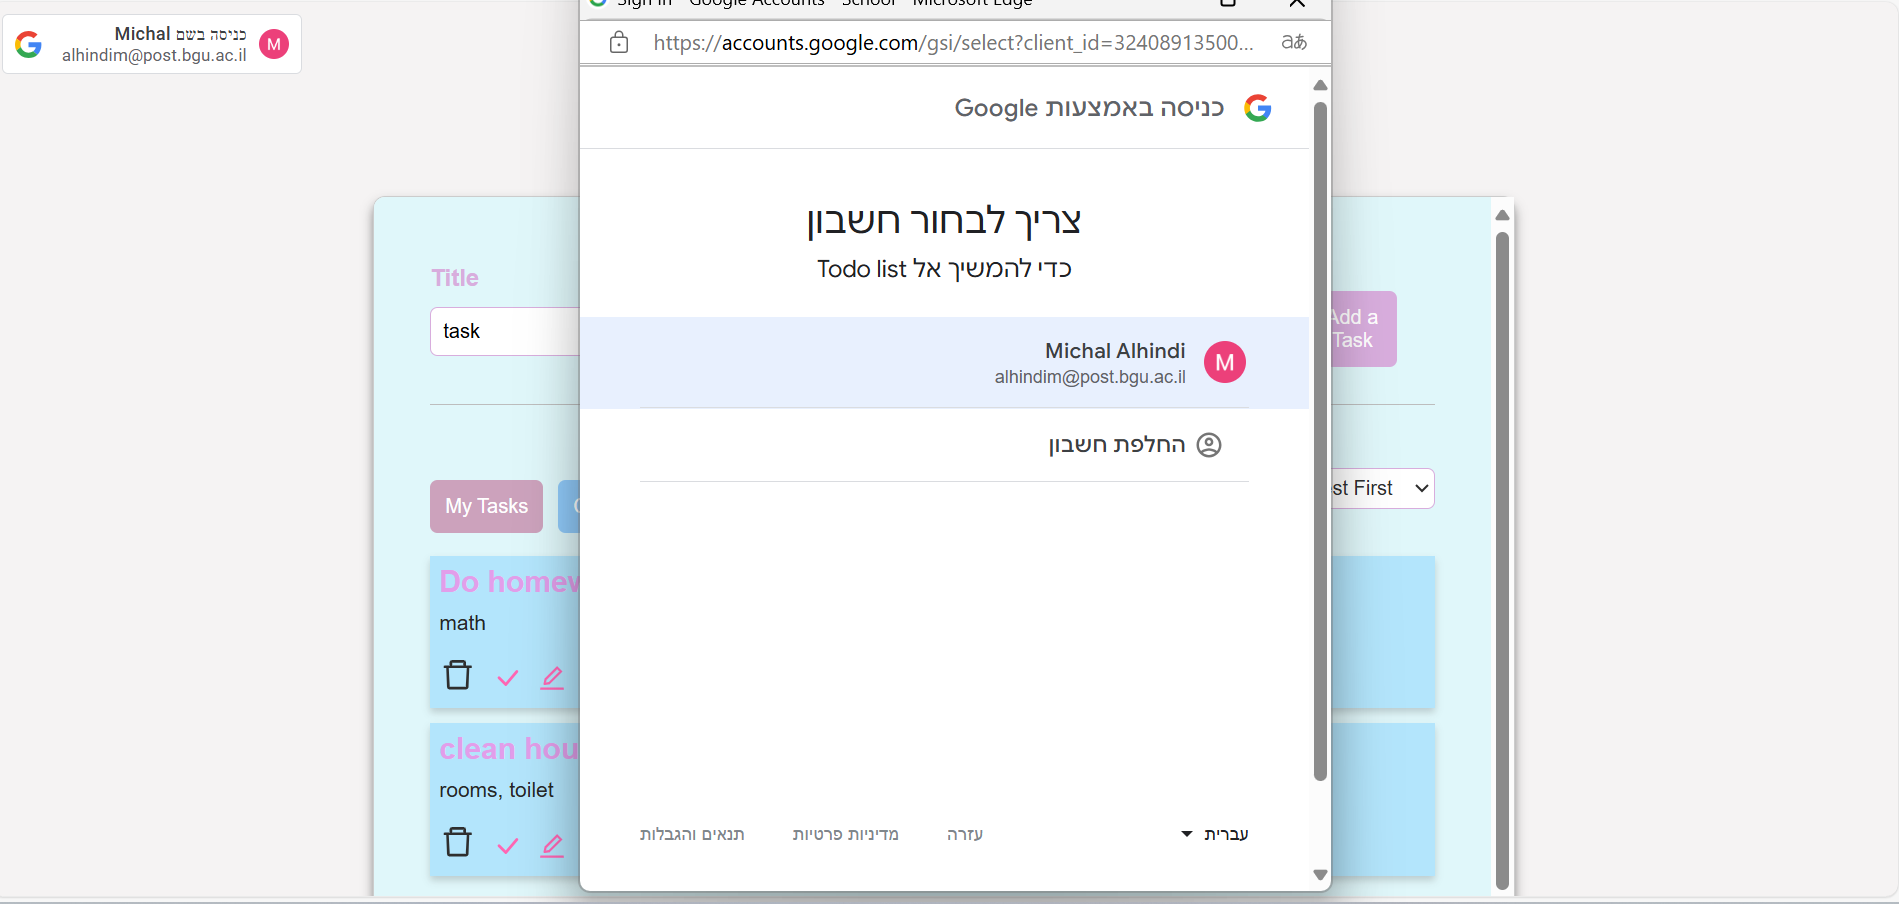 כניסה בשם Michal
alhindim@post.bgu.ac.il
M
Sign in - Google Accounts - School - Microsoft Edge
https://accounts.google.com/gsi/select?client_id=32408913500...
aあ
כניסה באמצעות Google
צריך לבחור חשבון
כדי להמשיך אל Todo list
Michal Alhindi
alhindim@post.bgu.ac.il
M
החלפת חשבון
עברית
עזרה
מדיניות פרטיות
תנאים והגבלות
Title
task
Add a
Task
My Tasks
st First
Do homew
math
clean hou
rooms, toilet